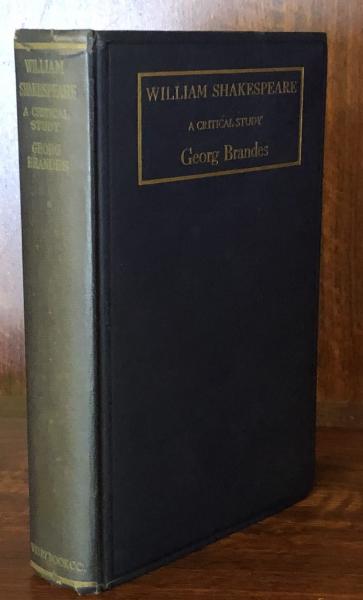 WILLIAM
SHAKESPEARE
A CRITICAL
STUDY
GEORG
BRANDES
WILLIAM SHAKESPEARE
A CRITICAL STUDY
Georg Brandes